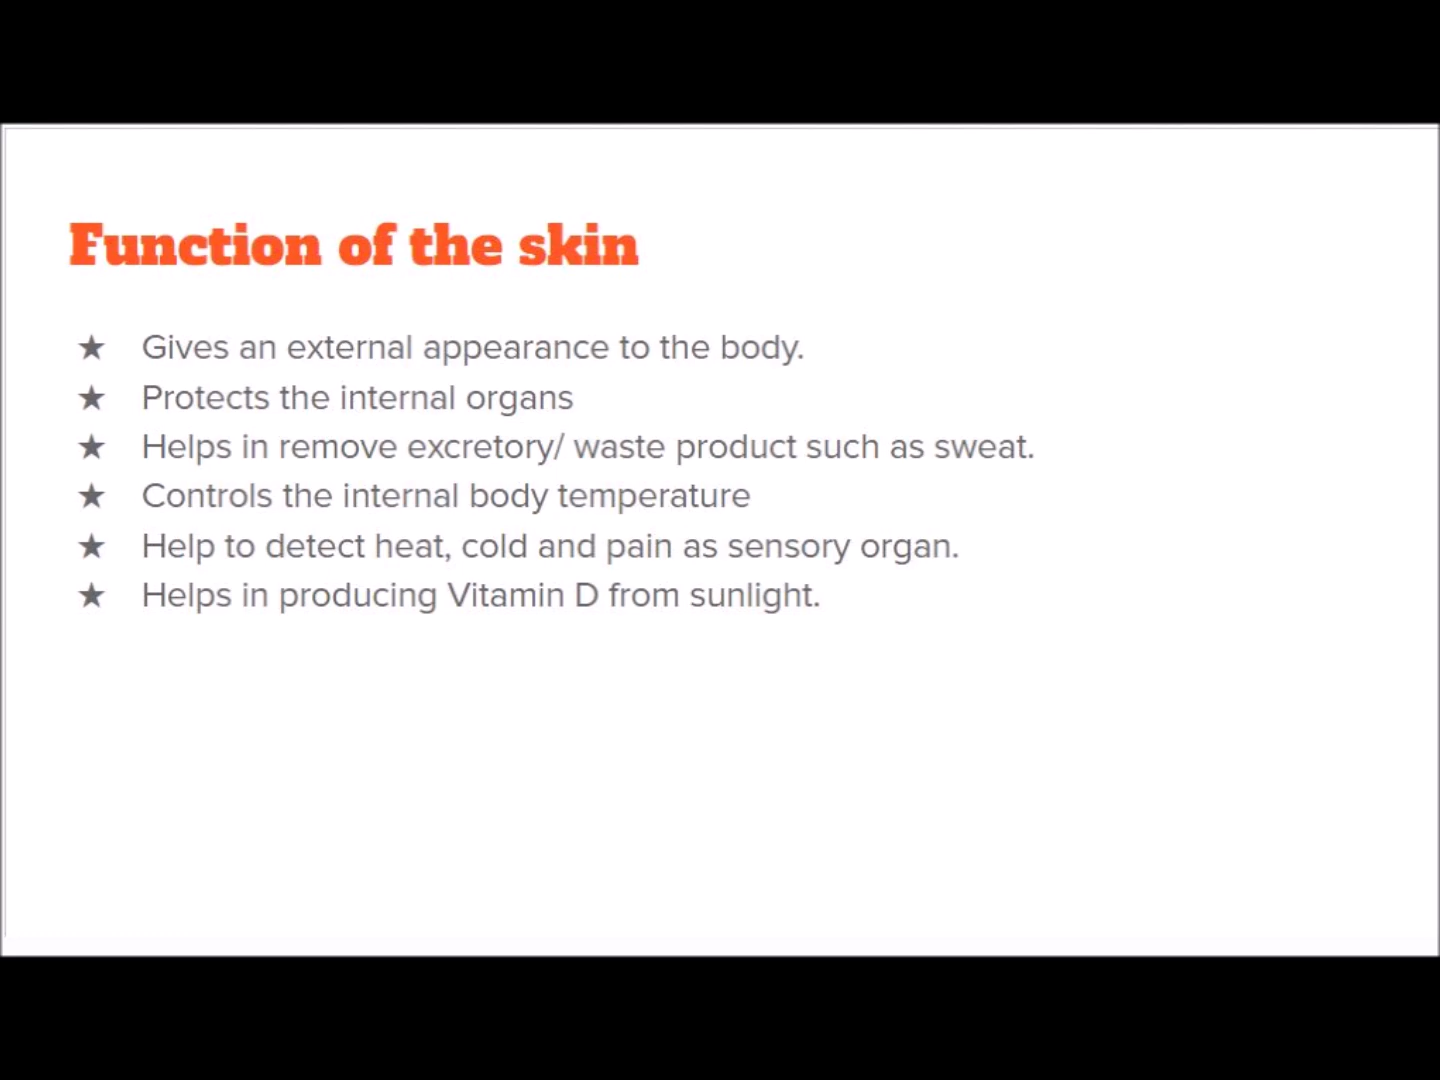 Function of the skin
★ Gives an external appearance to the body.
★ Protects the internal organs
★ Helps in remove excretory/ waste product such as sweat.
★ Controls the internal body temperature
★ Help to detect heat, cold and pain as sensory organ.
★ Helps in producing Vitamin D from sunlight.